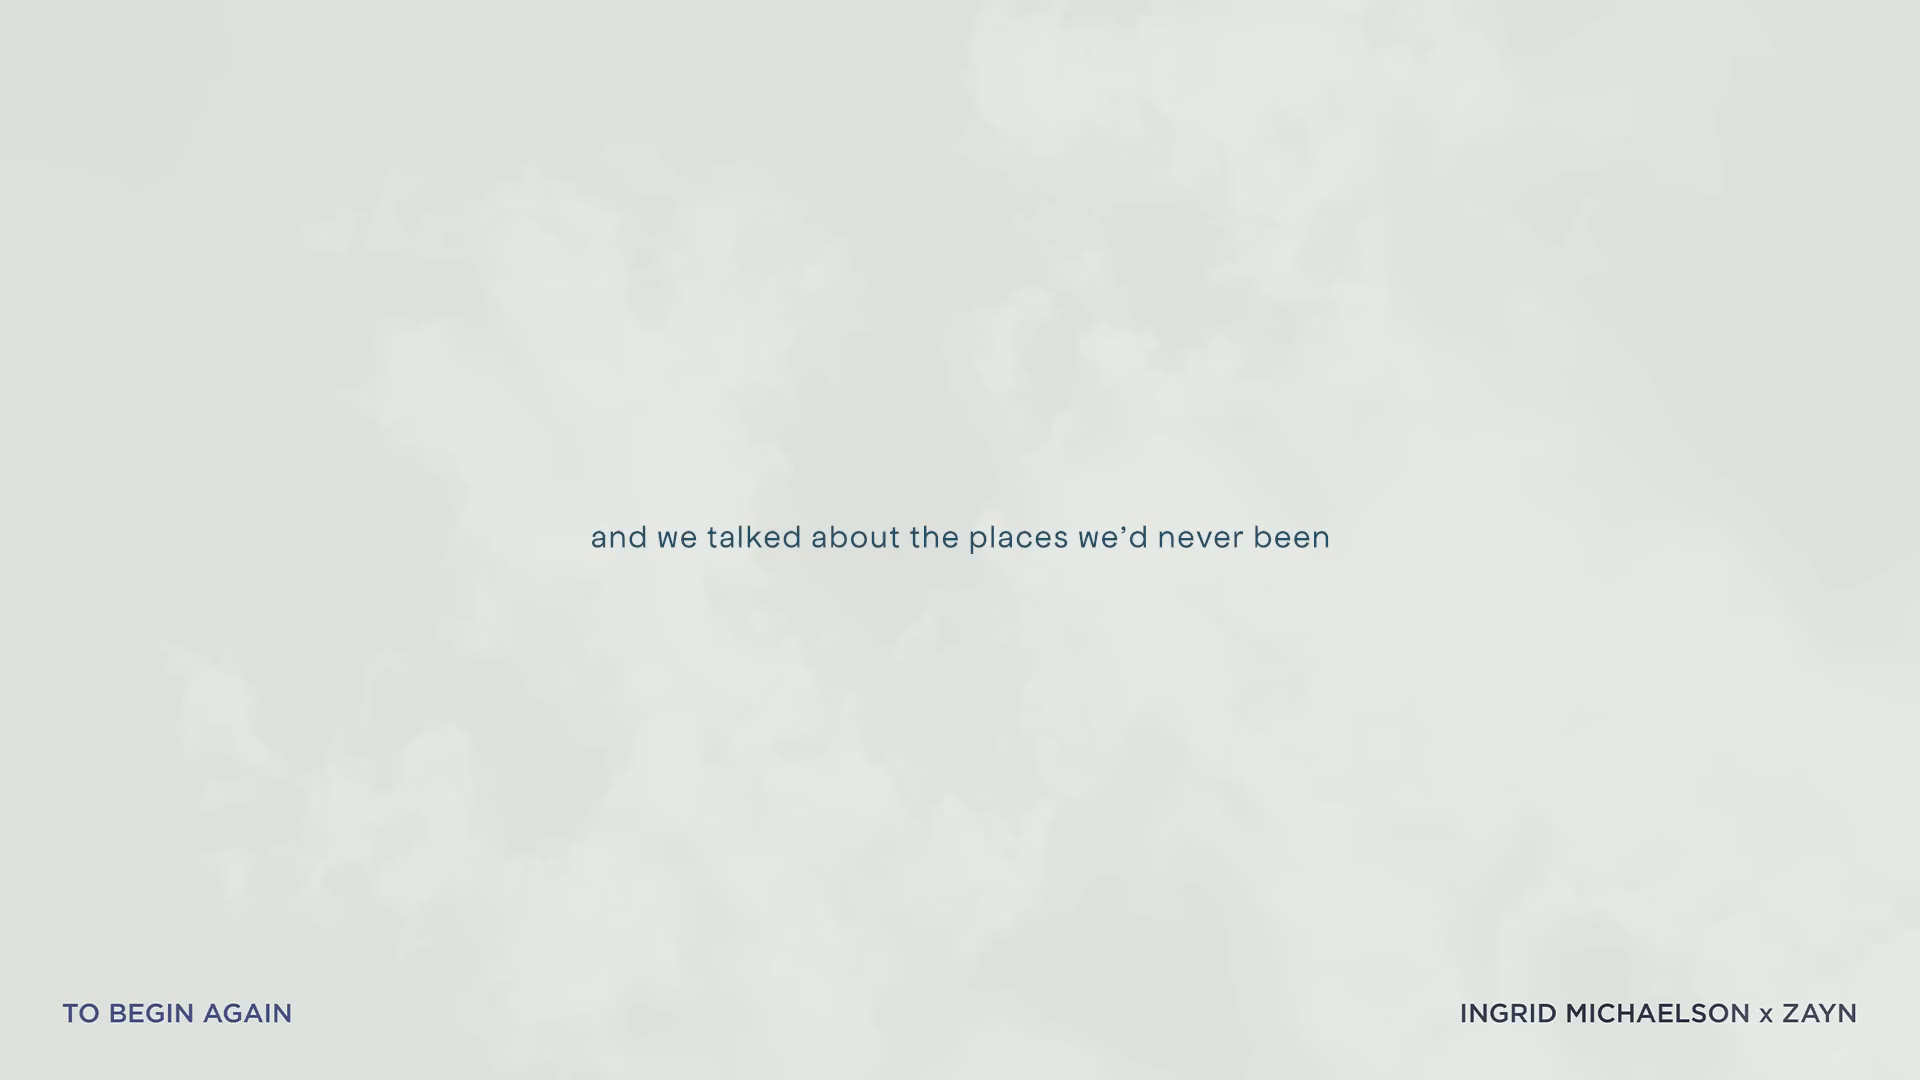 and we talked about the places we’d never been
TO BEGIN AGAIN
INGRID MICHAELSON x ZAYN